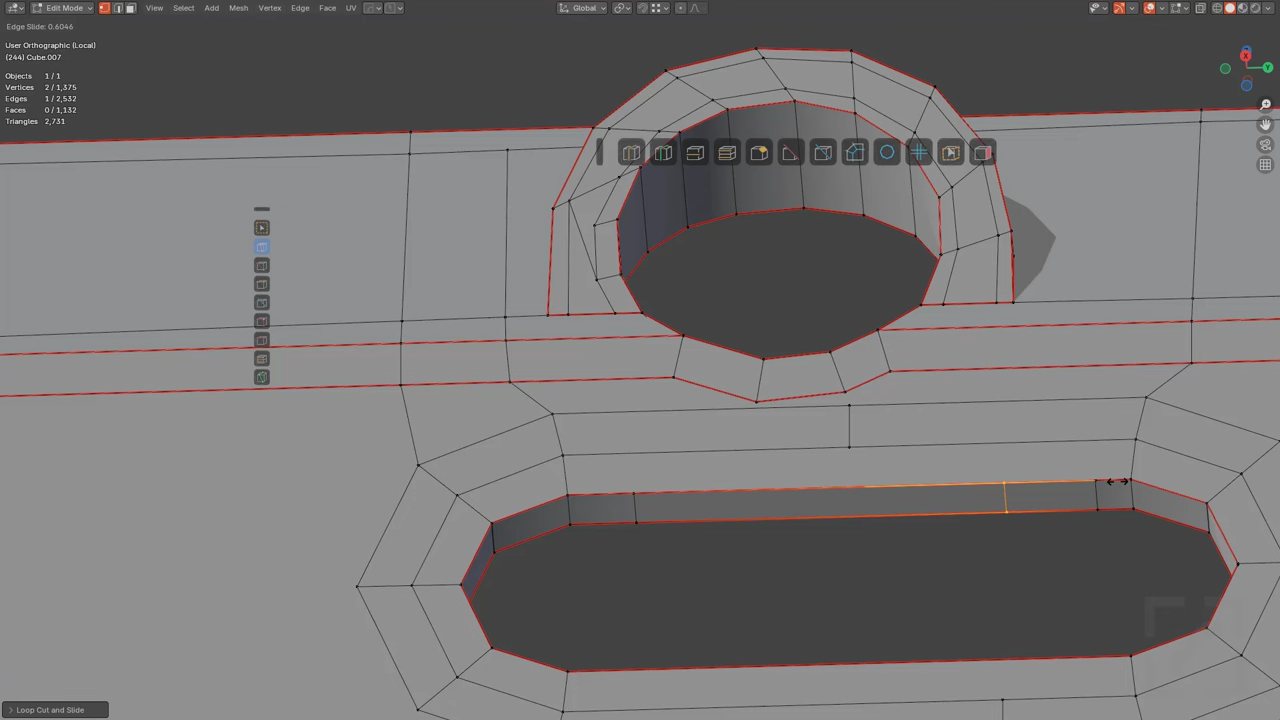 Edit Mode
View
Select
Add
Mesh
Vertex
Edge
Face
UV
Global
Edge Slide: 0.6046
User Orthographic (Local)
(244) Cube.007
Objects 1 / 1
Vertices 2 / 1,375
Edges 1 / 2,532
Faces 0 / 1,132
Triangles 2,731
X
Y
Loop Cut and Slide